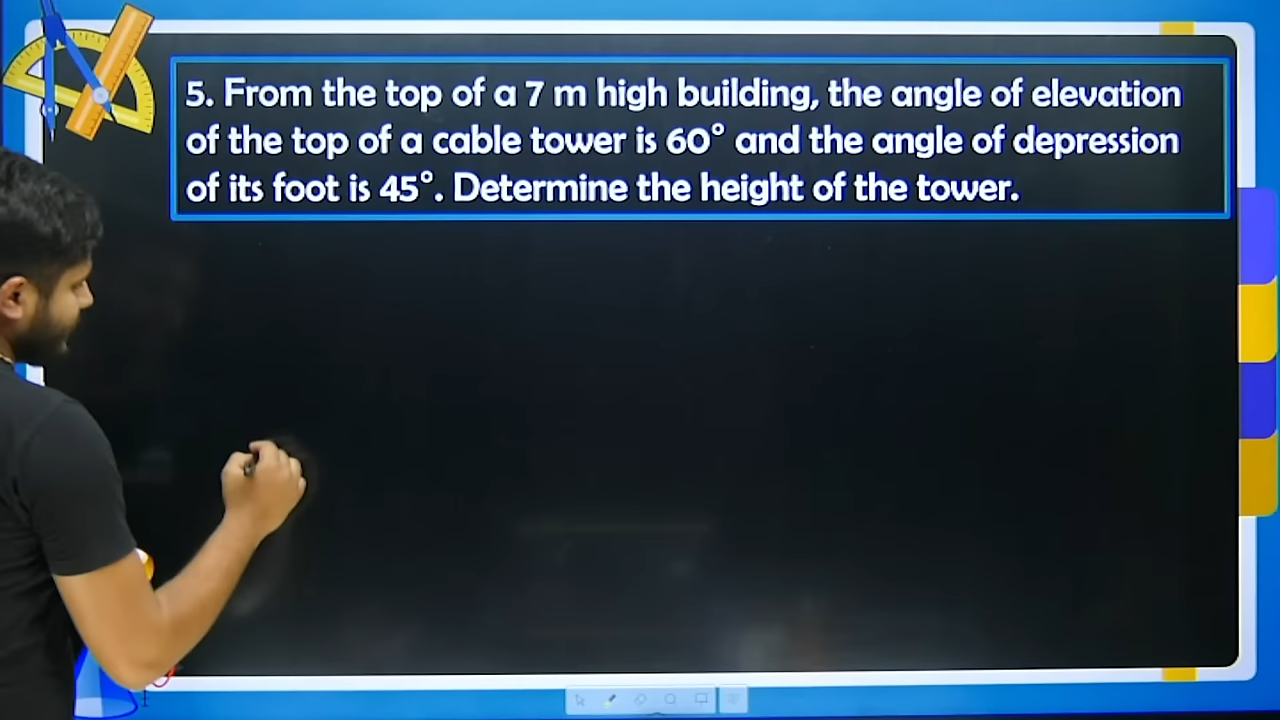 5. From the top of a 7 m high building, the angle of elevation
of the top of a cable tower is 60° and the angle of depression
of its foot is 45°. Determine the height of the tower.